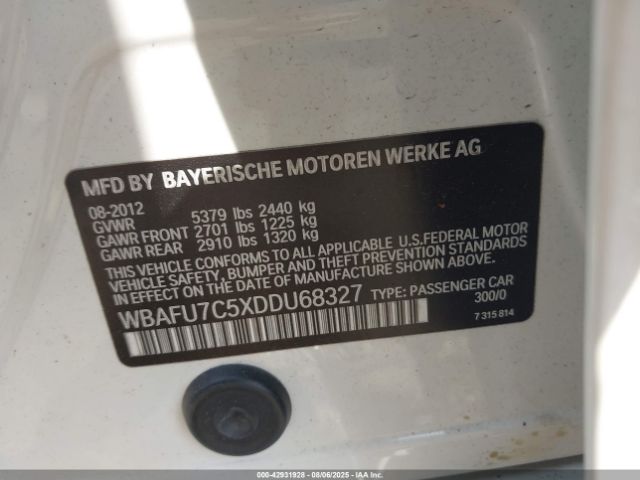 MFD BY BAYERISCHE MOTOREN WERKE AG
08-2012
GVWR 5379 lbs 2440 kg
GAWR FRONT 2701 lbs 1225 kg
GAWR REAR 2910 lbs 1320 kg
THIS VEHICLE CONFORMS TO ALL APPLICABLE U.S.FEDERAL MOTOR
VEHICLE SAFETY, BUMPER AND THEFT PREVENTION STANDARDS
IN EFFECT ON THE DATE OF MANUFACTURE SHOWN ABOVE.
WBAFU7C5XDDU68327 TYPE: PASSENGER CAR
300/0
7 315 814
000-42931928 - 08/06/2025 - IAA Inc.